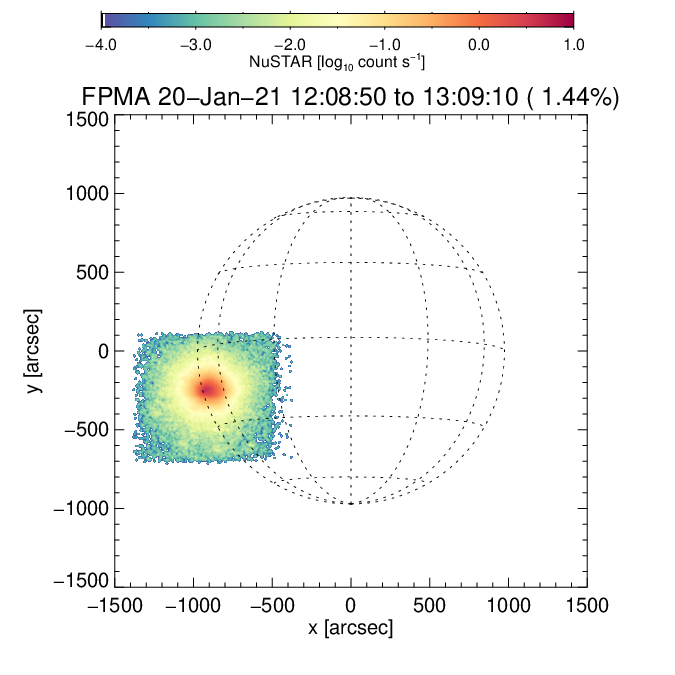 −4.0 −3.0 −2.0 −1.0 0.0 1.0
NuSTAR [log₁₀ count s⁻¹]
FPMA 20−Jan−21 12:08:50 to 13:09:10 ( 1.44%)
1500
1000
500
0
−500
−1000
−1500
y [arcsec]
−1500 −1000 −500 0 500 1000 1500
x [arcsec]